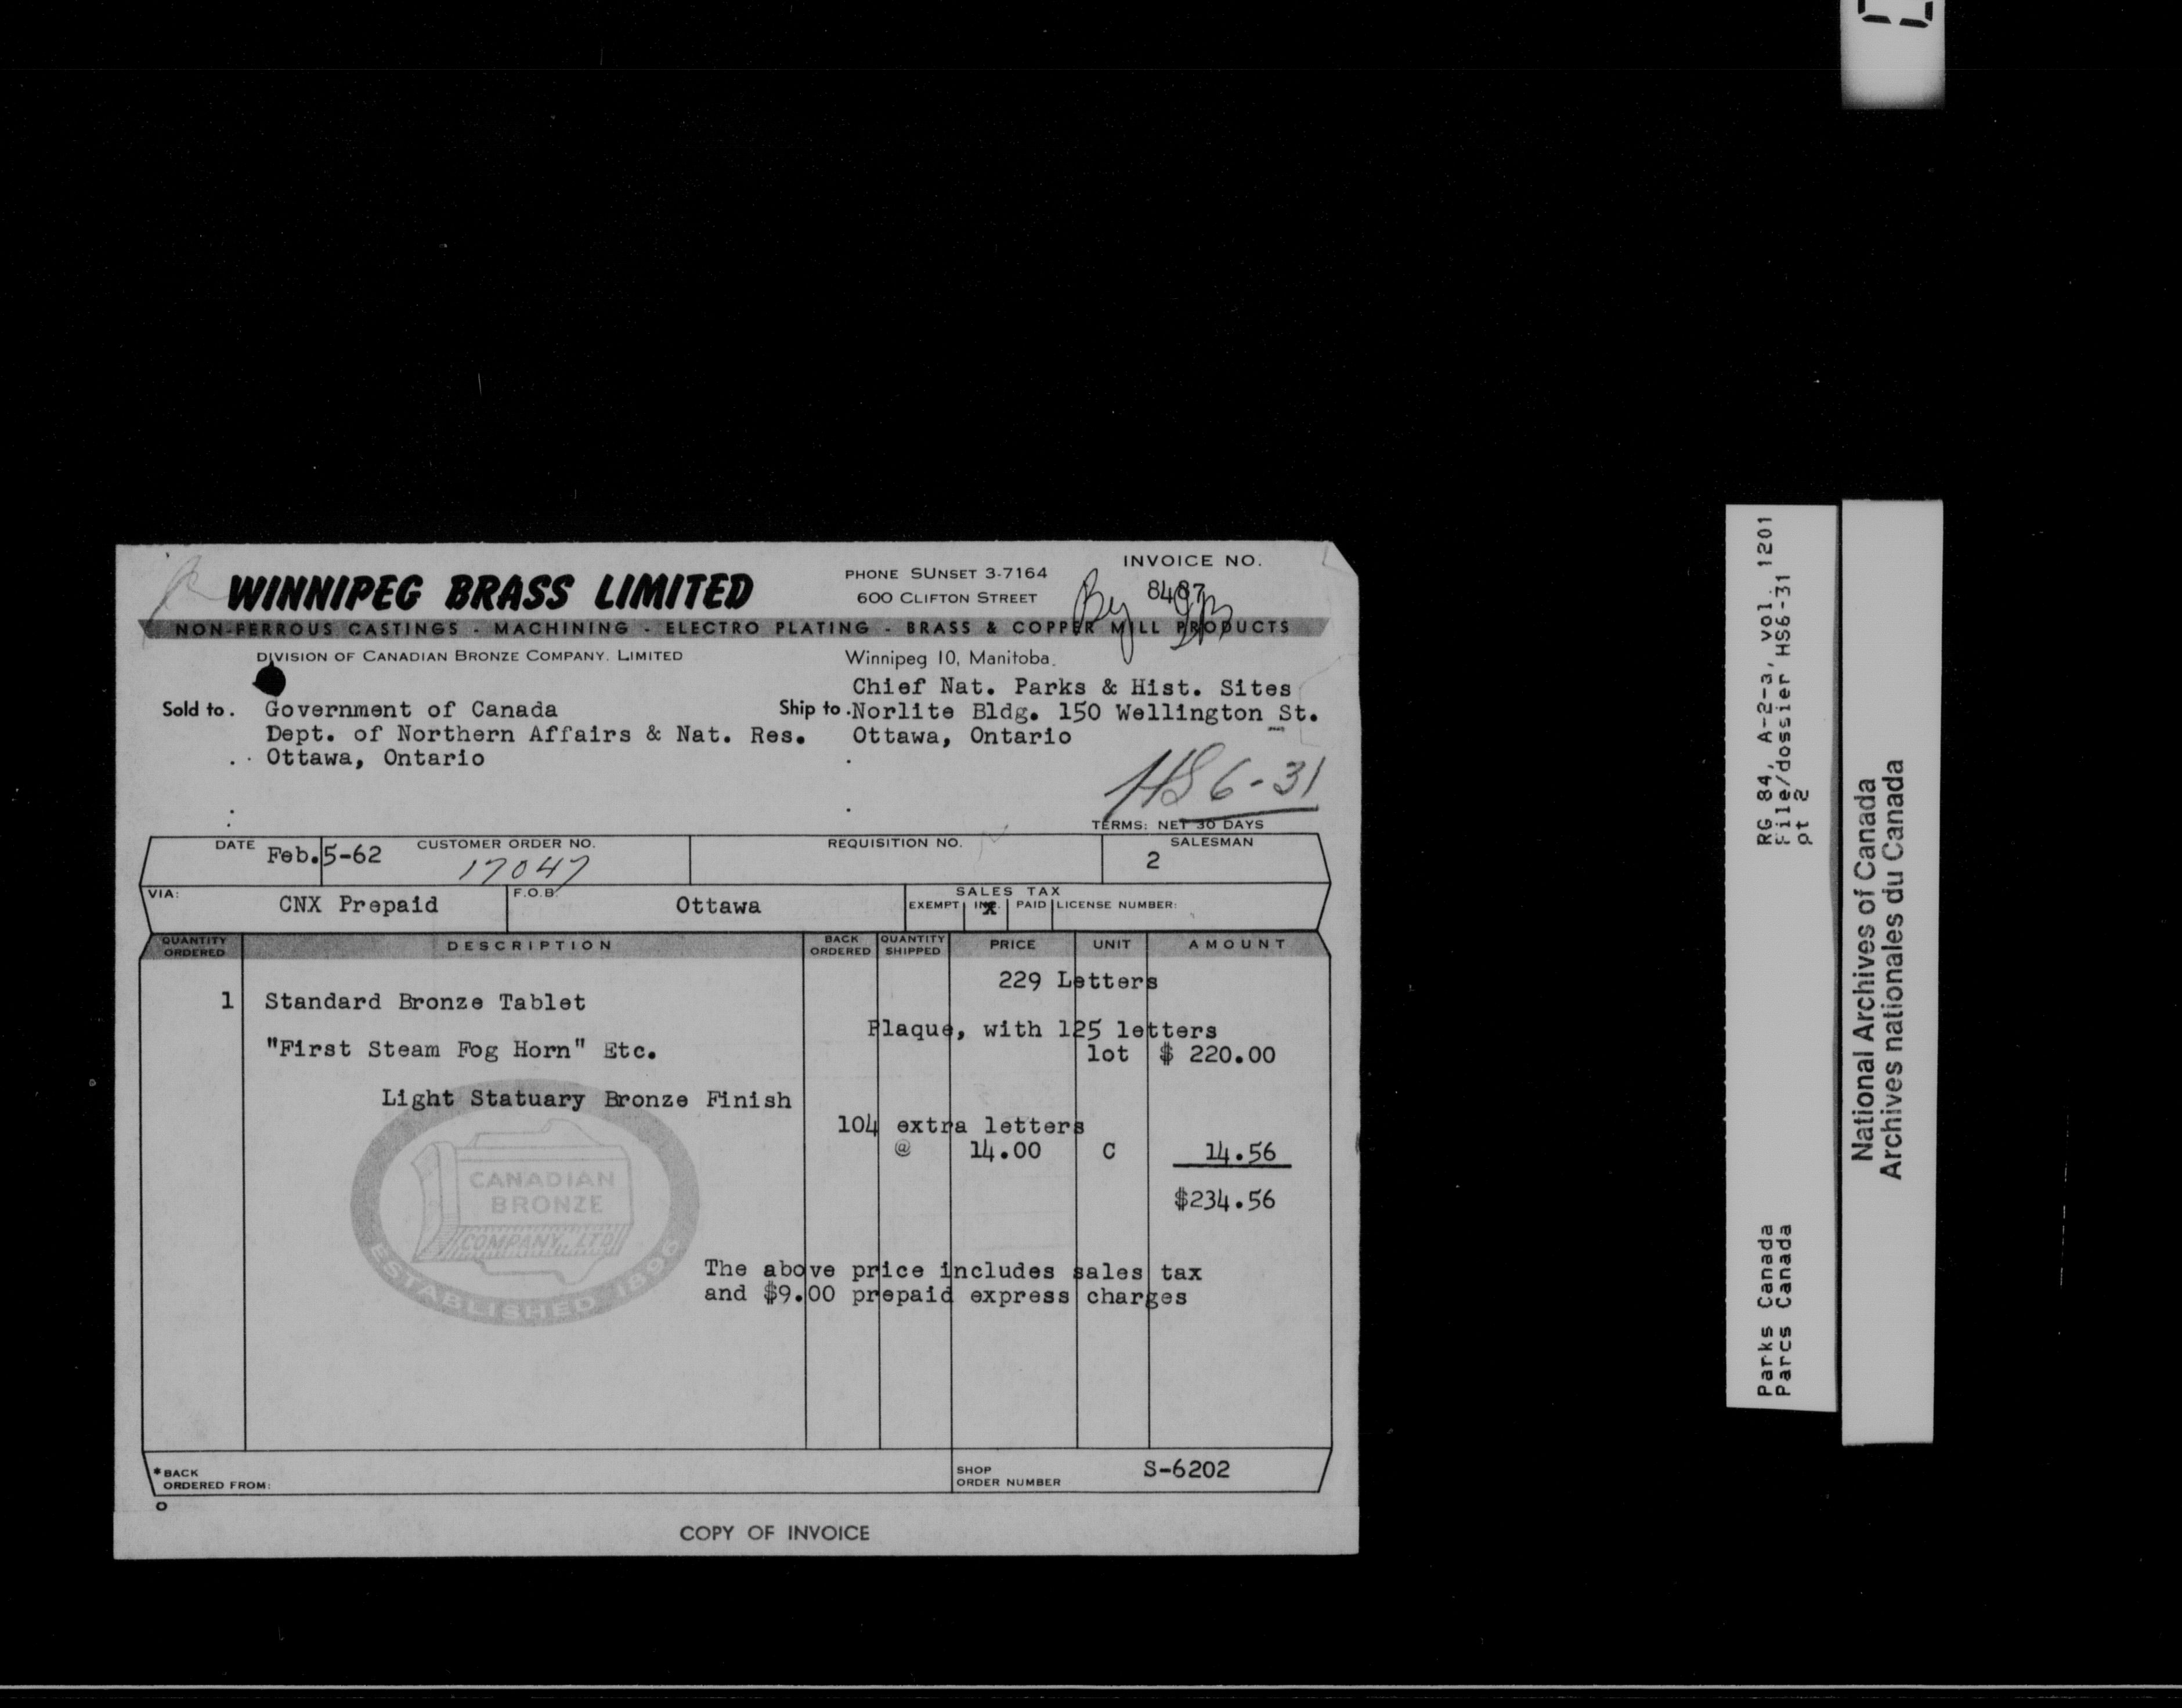 WINNIPEG BRASS LIMITED
PHONE SUNSET 3-7164
600 CLIFTON STREET
INVOICE NO.
8487
NON-FERROUS CASTINGS - MACHINING - ELECTRO PLATING - BRASS & COPPER MILL PRODUCTS
DIVISION OF CANADIAN BRONZE COMPANY. LIMITED
Winnipeg 10, Manitoba.
Sold to. Government of Canada
Dept. of Northern Affairs & Nat. Res.
Ottawa, Ontario
Chief Nat. Parks & Hist. Sites
Ship to. Norlite Bldg. 150 Wellington St.
Ottawa, Ontario
HS 6-31
TERMS: NET 30 DAYS
DATE Feb. 5-62
CUSTOMER ORDER NO. 17047
REQUISITION NO.
SALESMAN 2
VIA: CNX Prepaid
F.O.B. Ottawa
SALES TAX
EXEMPT INC. x PAID LICENSE NUMBER:
QUANTITY ORDERED DESCRIPTION BACK ORDERED QUANTITY SHIPPED PRICE UNIT AMOUNT
229 Letters
1 Standard Bronze Tablet
Plaque, with 125 letters
"First Steam Fog Horn" Etc.
lot $ 220.00
Light Statuary Bronze Finish
104 extra letters
@ 14.00 C 14.56
$234.56
CANADIAN
BRONZE
COMPANY, LTD
ESTABLISHED 1896
The above price includes sales tax
and $9.00 prepaid express charges
*BACK
ORDERED FROM:
SHOP
ORDER NUMBER
S-6202
COPY OF INVOICE
RG 84, A-2-3, vol. 1201
File/dossier HS6-31
pt 2
Parks Canada
Parcs Canada
National Archives of Canada
Archives nationales du Canada